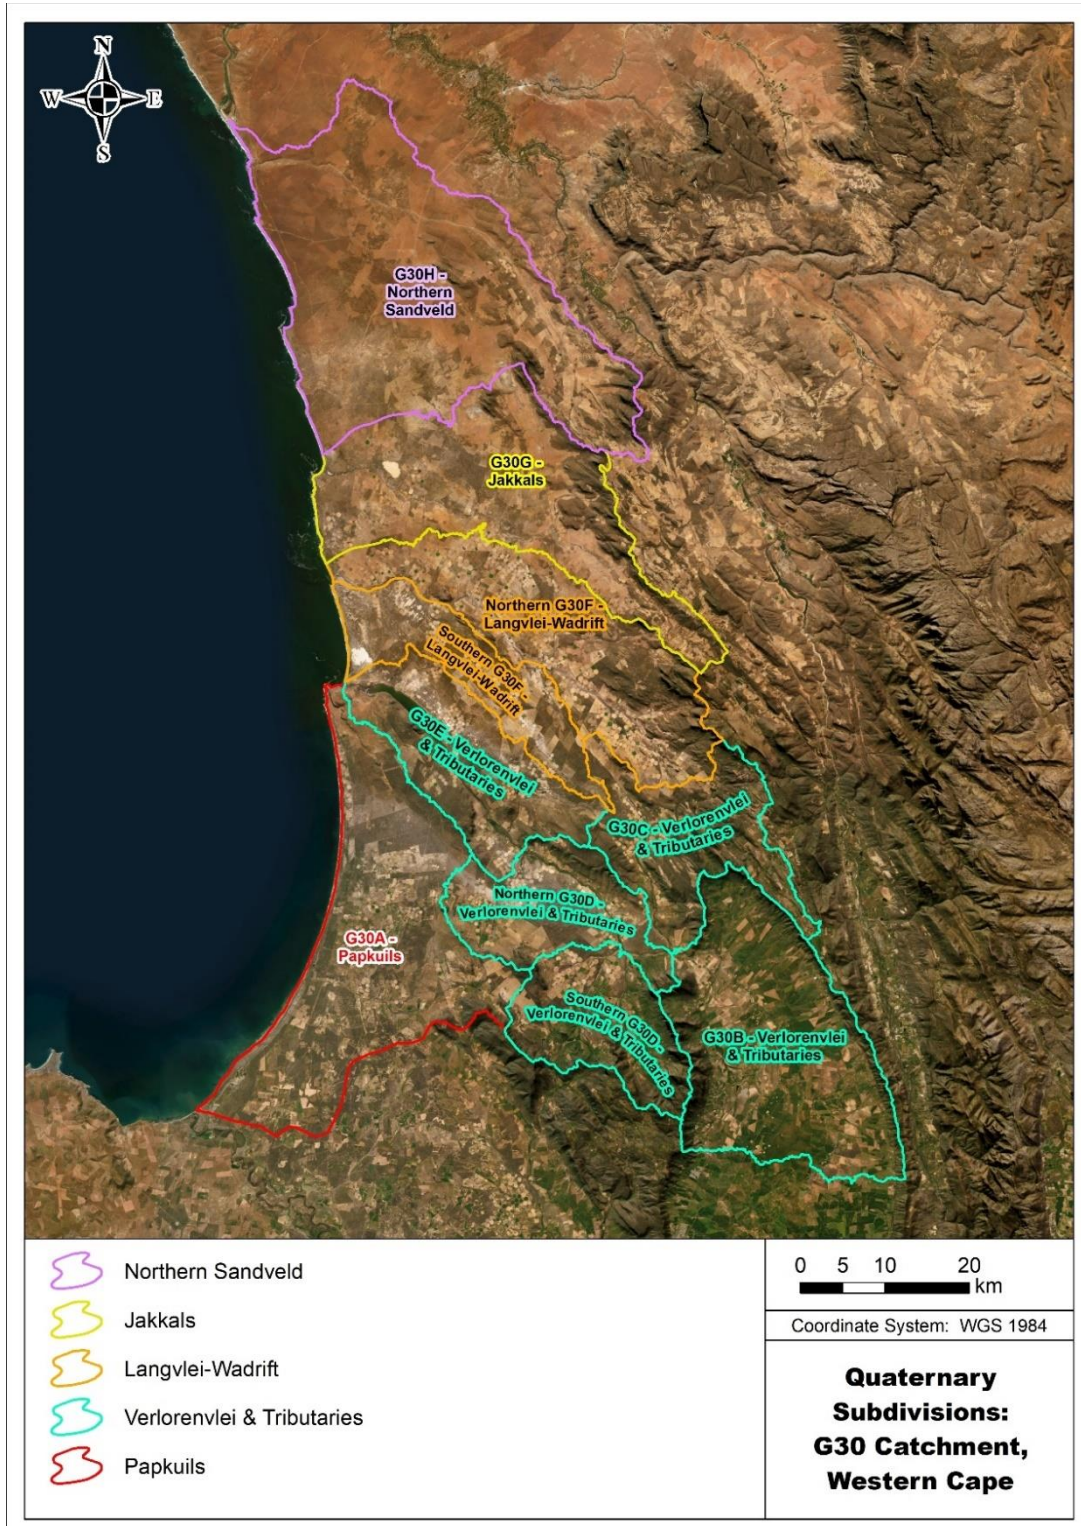 N
W
E
S
G30H -
Northern
Sandveld
G30G -
Jakkals
Northern G30F -
Langvlei-Wadrift
Southern G30F -
Langvlei-Wadrift
G30E - Verlorenvlei
& Tributaries
G30C - Verlorenvlei
& Tributaries
Northern G30D -
Verlorenvlei & Tributaries
G30A -
Papkuils
Southern G30D -
Verlorenvlei & Tributaries
G30B - Verlorenvlei
& Tributaries
Northern Sandveld
Jakkals
Langvlei-Wadrift
Verlorenvlei & Tributaries
Papkuils
0 5 10 20
km
Coordinate System: WGS 1984
Quaternary
Subdivisions:
G30 Catchment,
Western Cape